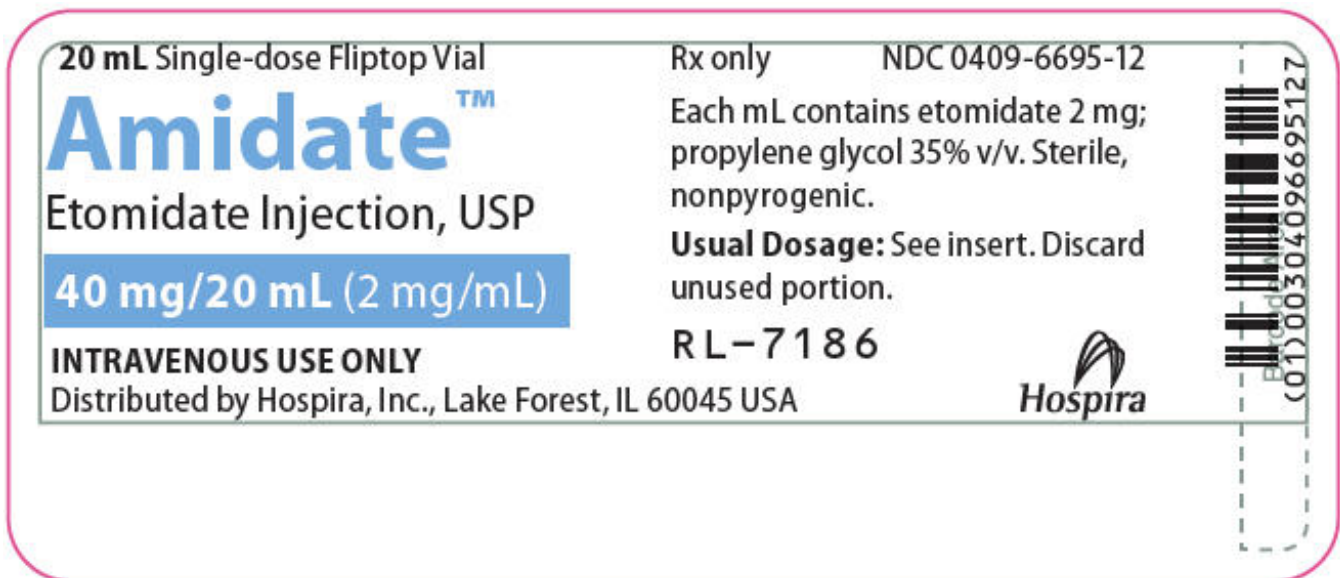 20 mL Single-dose Fliptop Vial
Amidate™
Etomidate Injection, USP
40 mg/20 mL (2 mg/mL)
INTRAVENOUS USE ONLY
Distributed by Hospira, Inc., Lake Forest, IL 60045 USA
Rx only NDC 0409-6695-12
Each mL contains etomidate 2 mg;
propylene glycol 35% v/v. Sterile,
nonpyrogenic.
Usual Dosage: See insert. Discard
unused portion.
RL-7186
Hospira
(01)00304096695127